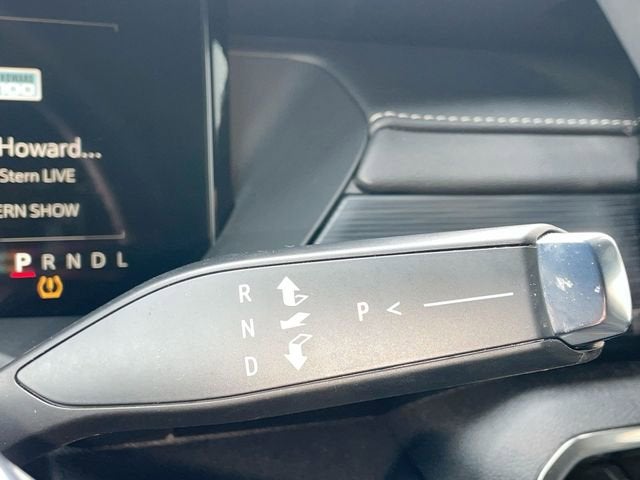 Howard...
Stern LIVE
ERN SHOW
P R N D L
R
N P <
D